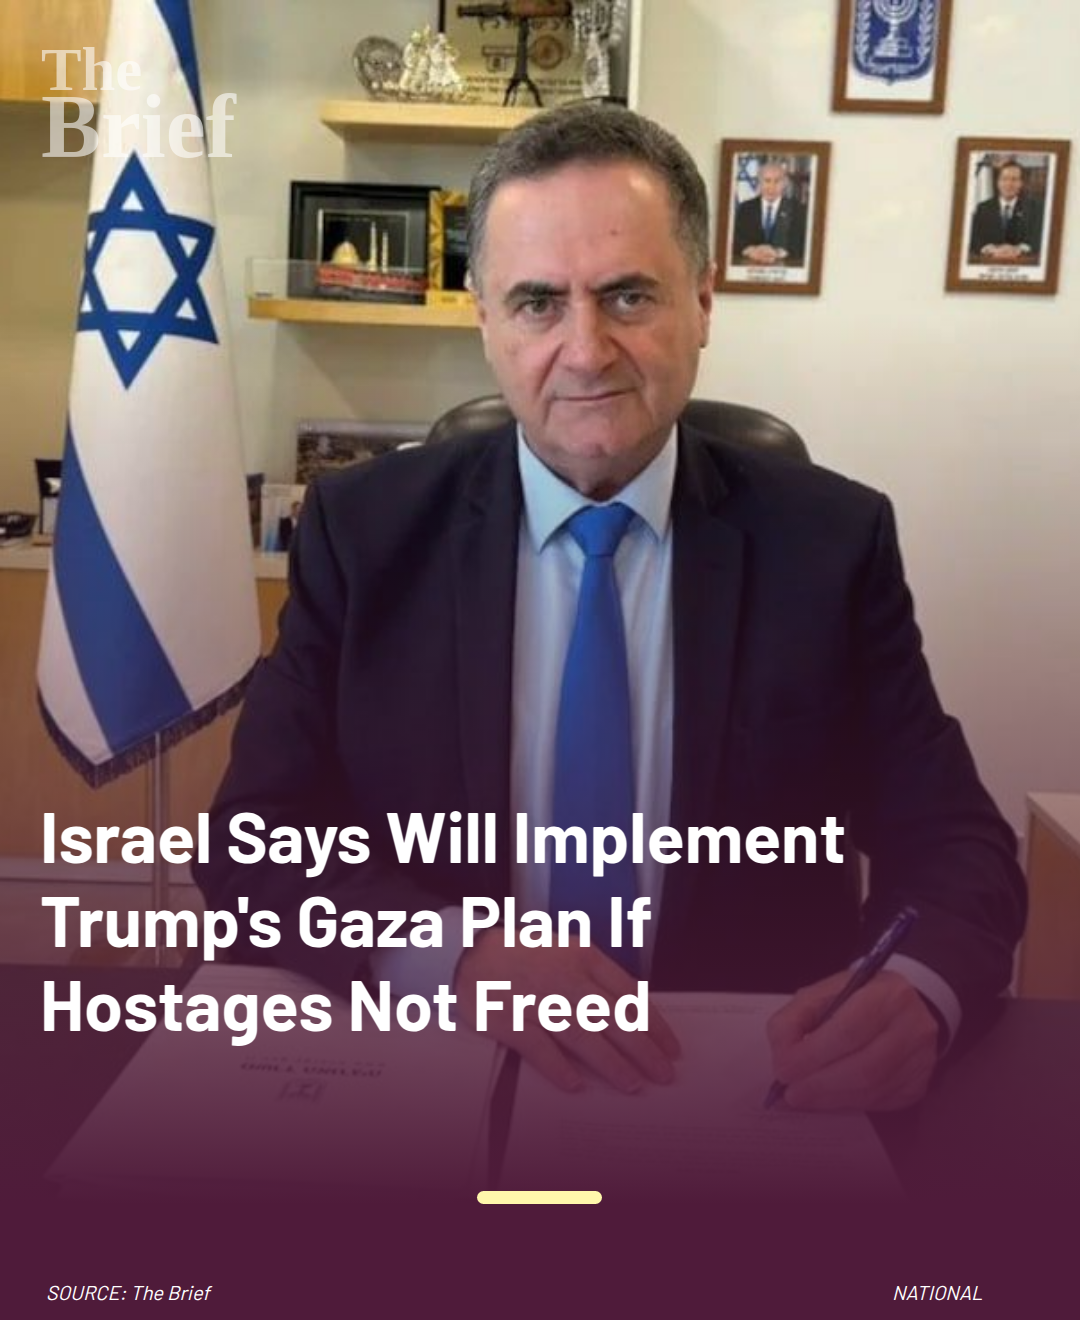 The
Brief
Israel Says Will Implement
Trump's Gaza Plan If
Hostages Not Freed
SOURCE: The Brief
NATIONAL